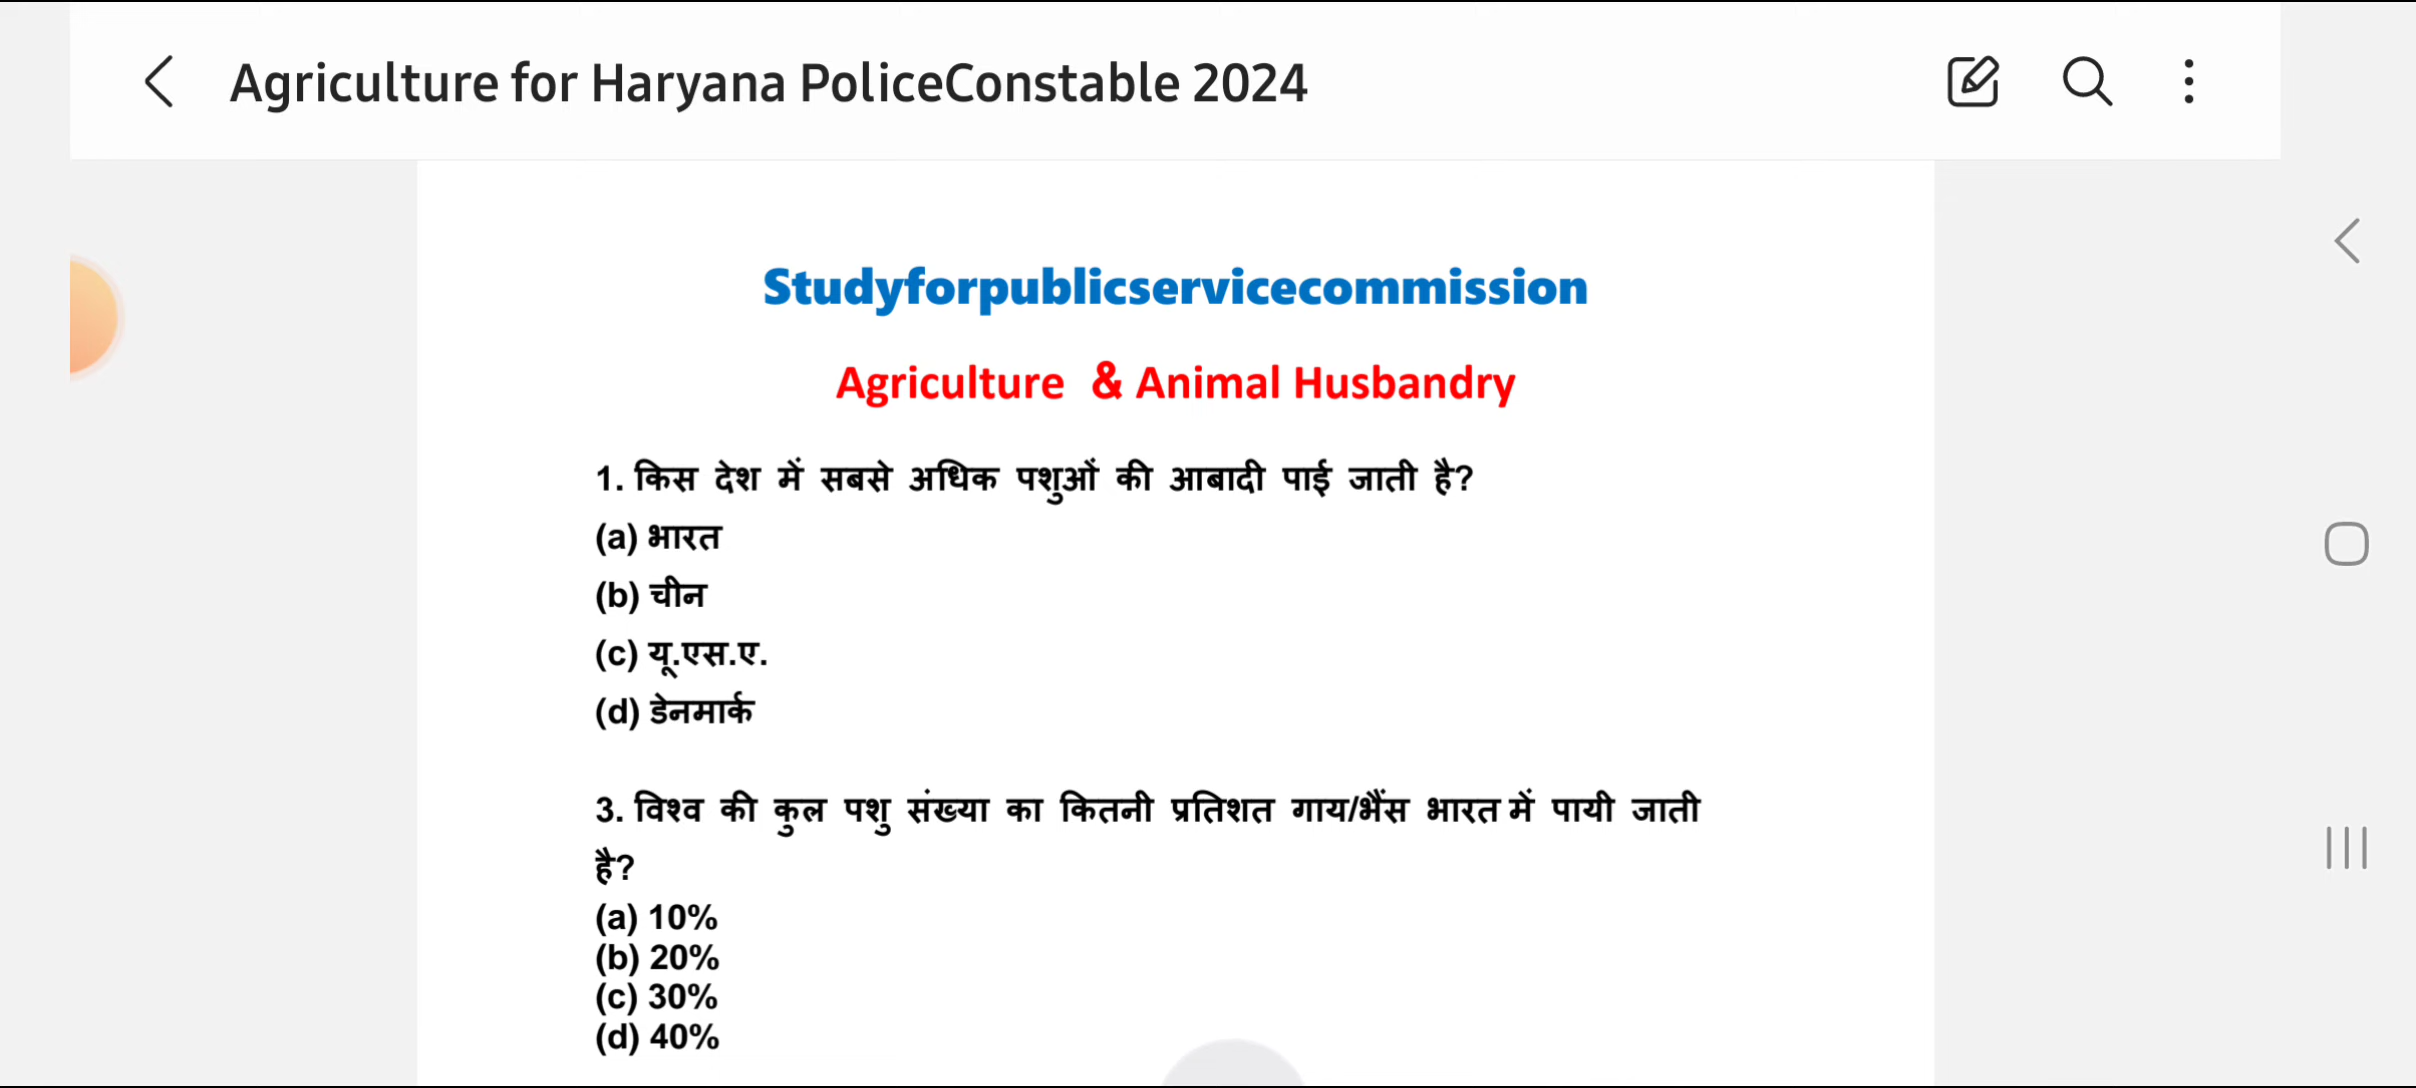 Agriculture for Haryana PoliceConstable 2024
Studyforpublicservicecommission
Agriculture & Animal Husbandry
1. किस देश में सबसे अधिक पशुओं की आबादी पाई जाती है?
(a) भारत
(b) चीन
(c) यू.एस.ए.
(d) डेनमार्क
3. विश्व की कुल पशु संख्या का कितनी प्रतिशत गाय/भैंस भारत में पायी जाती
है?
(a) 10%
(b) 20%
(c) 30%
(d) 40%